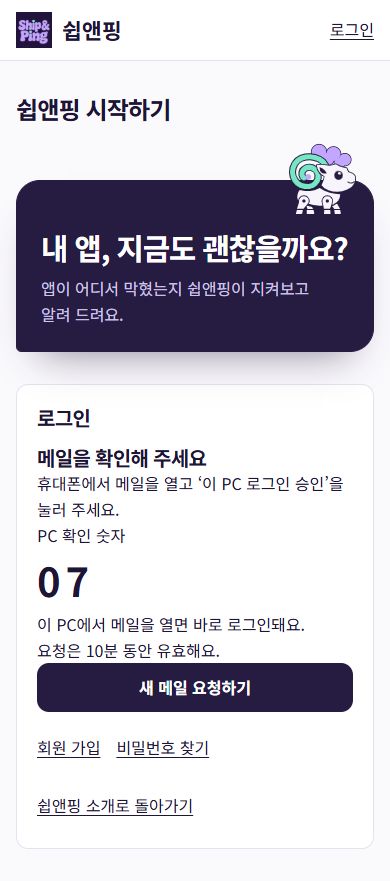 Ship&
Ping
쉽앤핑
로그인
쉽앤핑 시작하기
내 앱, 지금도 괜찮을까요?
앱이 어디서 막혔는지 쉽앤핑이 지켜보고
알려 드려요.
로그인
메일을 확인해 주세요
휴대폰에서 메일을 열고 ‘이 PC 로그인 승인’을
눌러 주세요.
PC 확인 숫자
07
이 PC에서 메일을 열면 바로 로그인돼요.
요청은 10분 동안 유효해요.
새 메일 요청하기
회원 가입 비밀번호 찾기
쉽앤핑 소개로 돌아가기